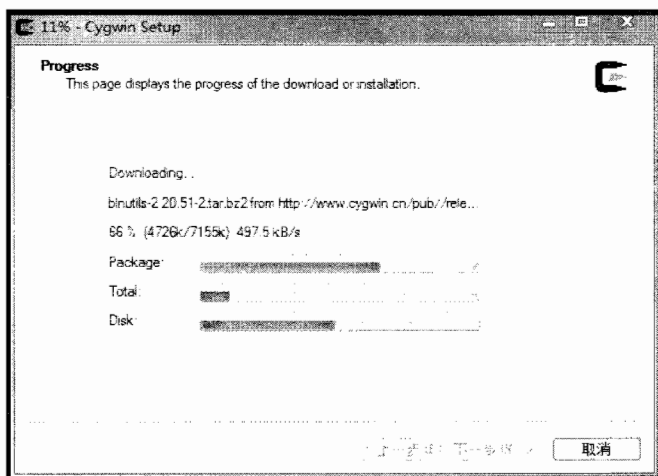 11% - Cygwin Setup
Progress
This page displays the progress of the download or installation.
Downloading...
binutils-2.20.51-2.tar.bz2 from http://www.cygwin.cn/pub//rele...
66 % (4726k/7155k) 497.5 kB/s
Package:
Total:
Disk:
取消